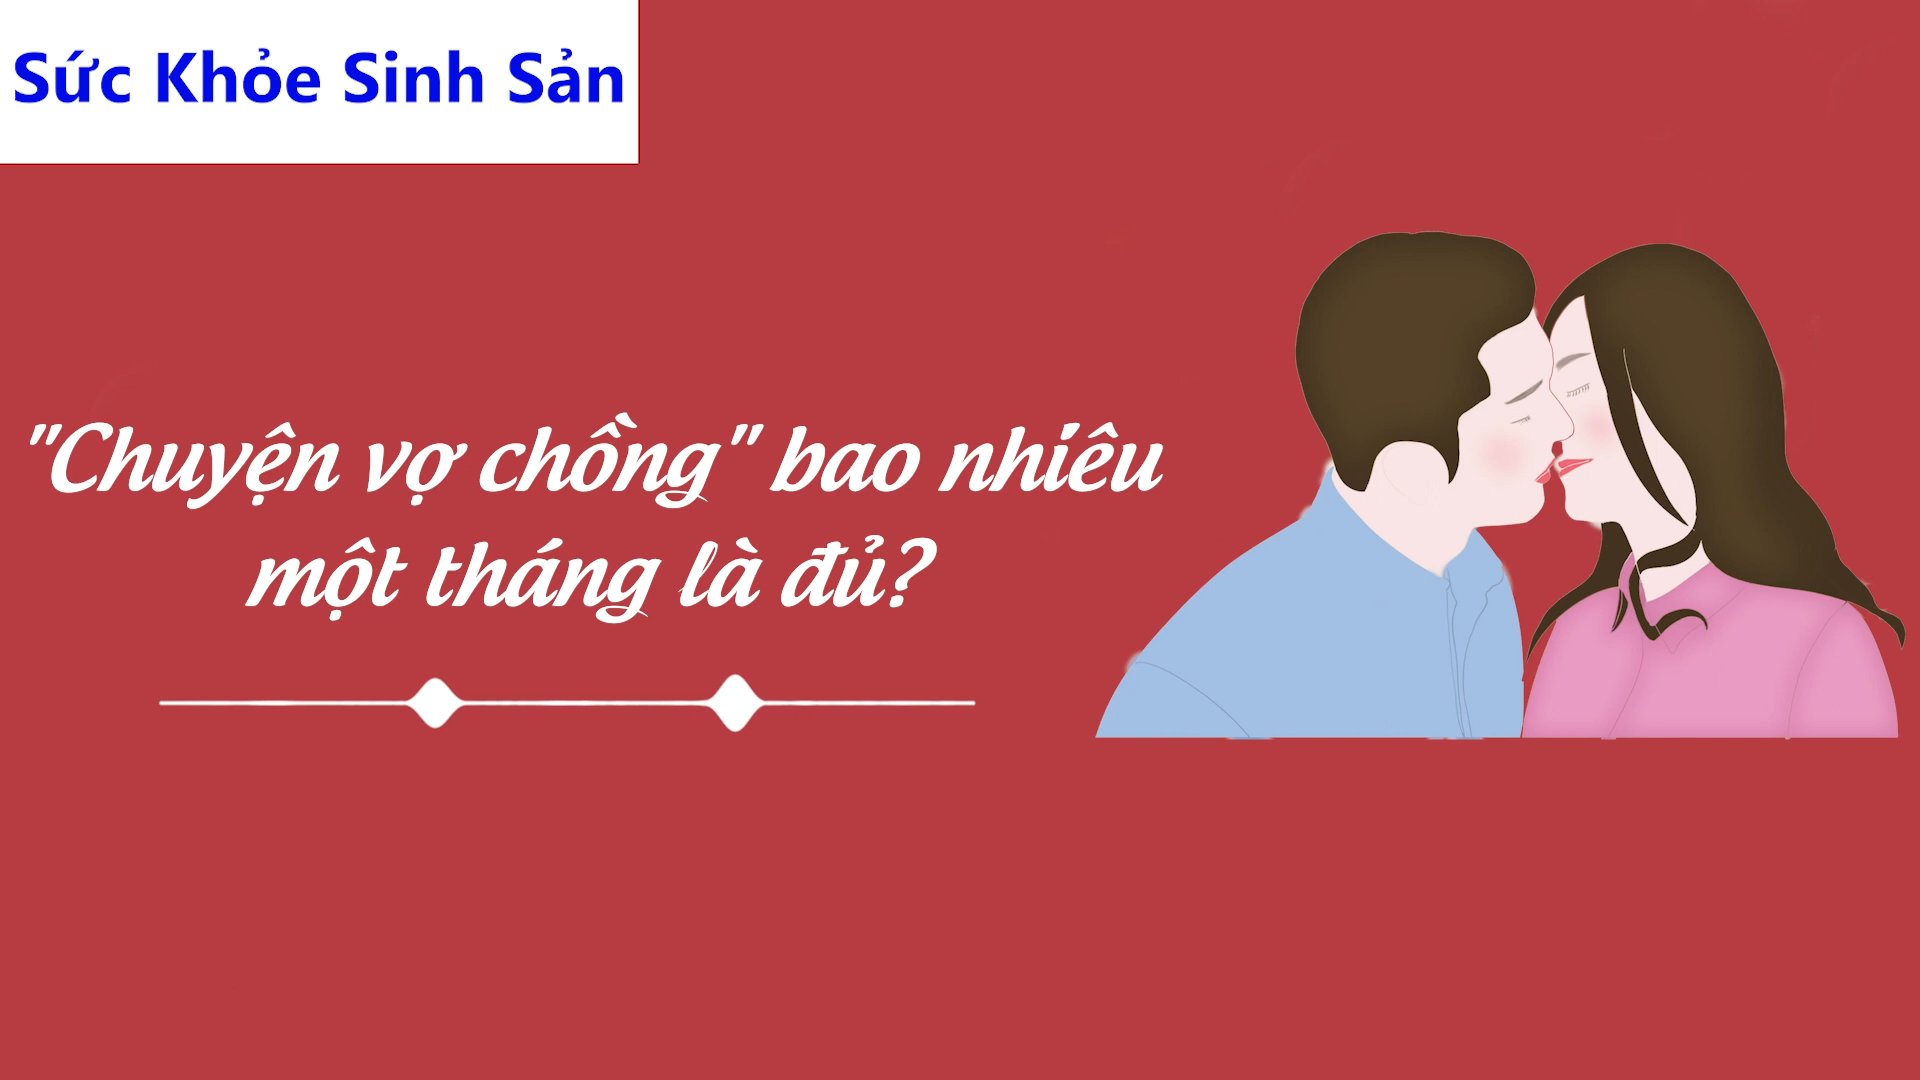 Sức Khỏe Sinh Sản
"Chuyện vợ chồng" bao nhiêu
một tháng là đủ?